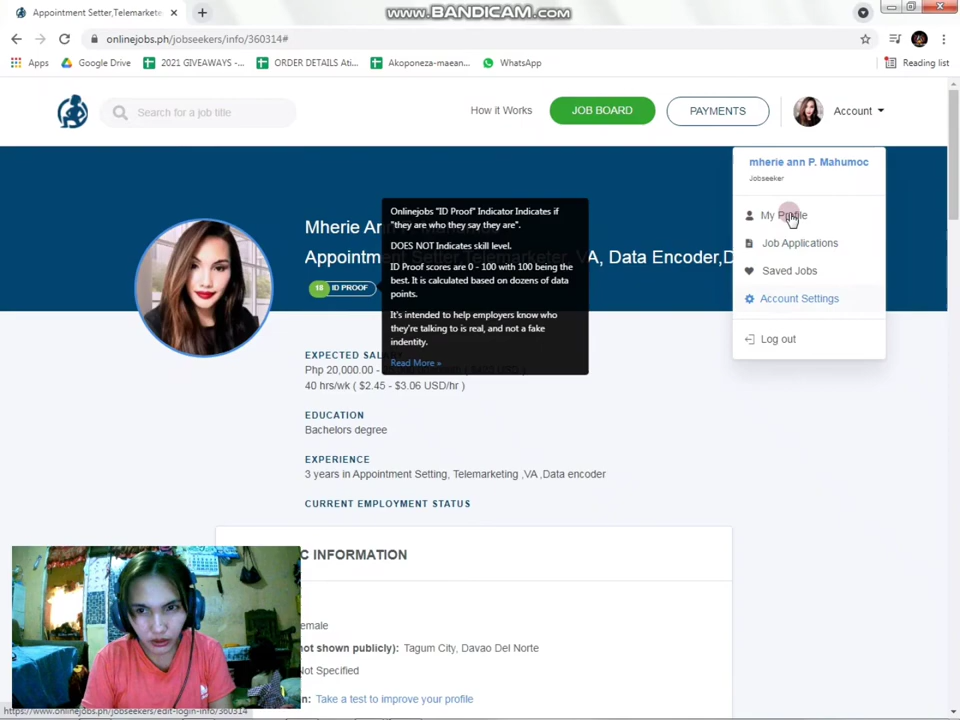 Appointment Setter,Telemarkete
www.BANDICAM.com
onlinejobs.ph/jobseekers/info/360314#
Apps
Google Drive
2021 GIVEAWAYS -...
ORDER DETAILS Ati...
Akoponeza-maean...
WhatsApp
Reading list
Search for a job title
How it Works
JOB BOARD
PAYMENTS
Account
mherie ann P. Mahumoc
Jobseeker
My Profile
Job Applications
Saved Jobs
Account Settings
Log out
Mherie An
Appointment Setter, Telemarketer, VA, Data Encoder,D
18 ID PROOF
Onlinejobs "ID Proof" Indicator Indicates if
"they are who they say they are".
DOES NOT Indicates skill level.
ID Proof scores are 0 - 100 with 100 being the
best. It is calculated based on dozens of data
points.
It's intended to help employers know who
they're talking to is real, and not a fake
indentity.
Read More »
EXPECTED SALARY
Php 20,000.00 -
40 hrs/wk ( $2.45 - $3.06 USD/hr )
EDUCATION
Bachelors degree
EXPERIENCE
3 years in Appointment Setting, Telemarketing ,VA ,Data encoder
CURRENT EMPLOYMENT STATUS
C INFORMATION
emale
not shown publicly): Tagum City, Davao Del Norte
Not Specified
n: Take a test to improve your profile
https://www.onlinejobs.ph/jobseekers/edit-login-info/360314